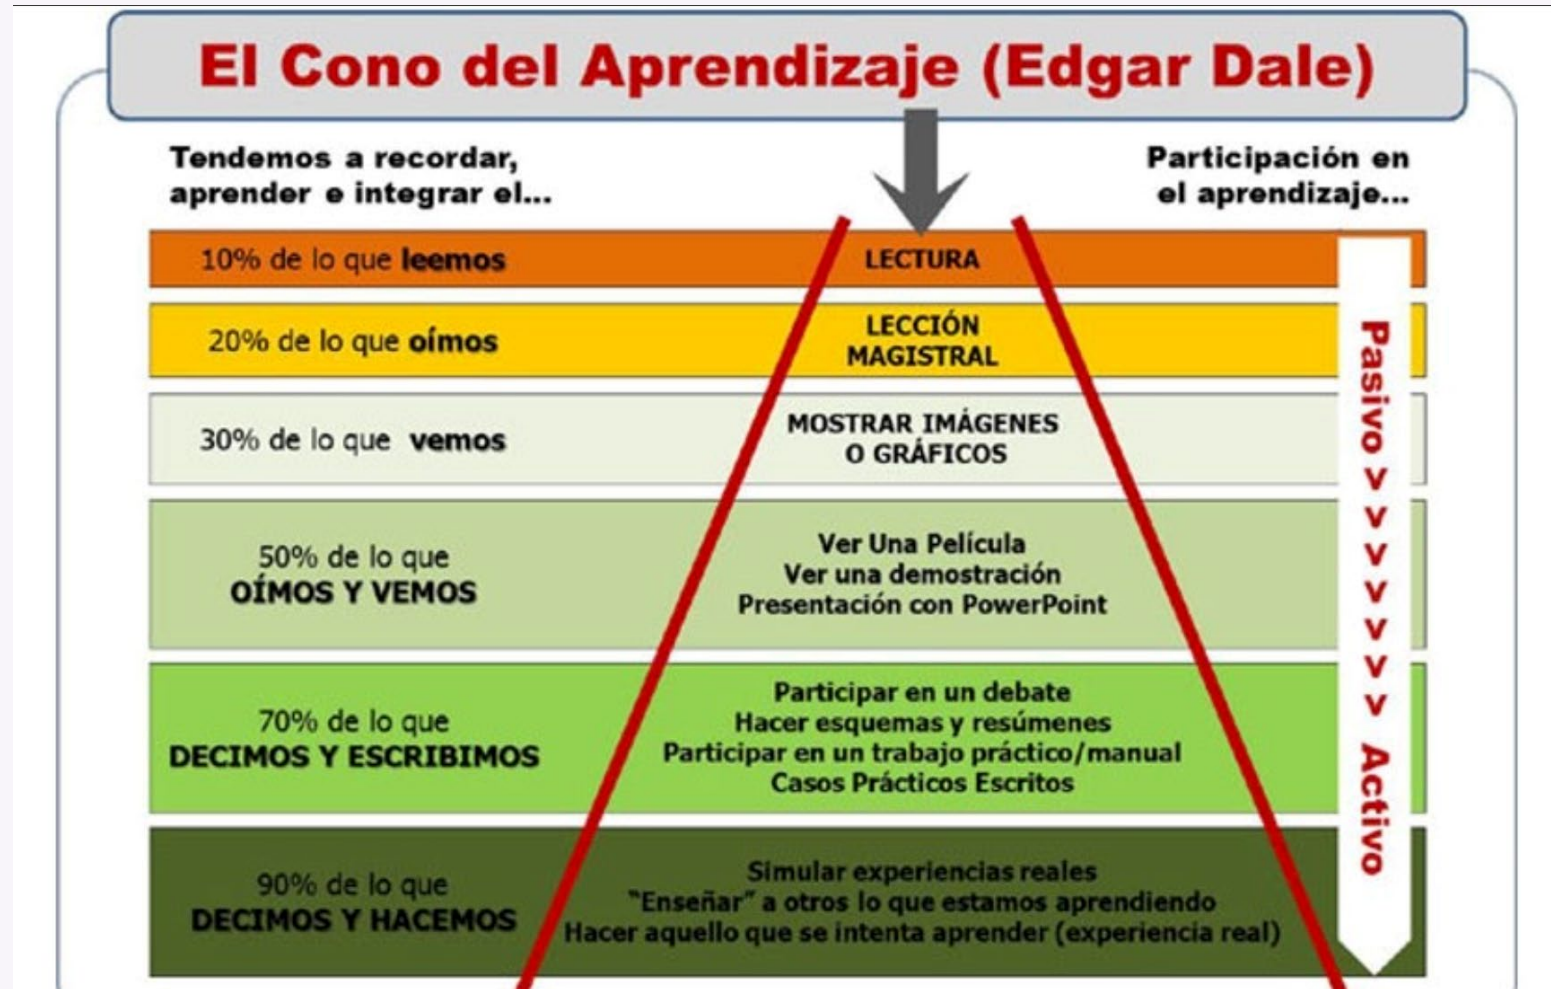 El Cono del Aprendizaje (Edgar Dale)
Tendemos a recordar,
aprender e integrar el...
Participación en
el aprendizaje...
10% de lo que leemos
LECTURA
20% de lo que oímos
LECCIÓN
MAGISTRAL
30% de lo que vemos
MOSTRAR IMÁGENES
O GRÁFICOS
50% de lo que
OÍMOS Y VEMOS
Ver Una Película
Ver una demostración
Presentación con PowerPoint
70% de lo que
DECIMOS Y ESCRIBIMOS
Participar en un debate
Hacer esquemas y resúmenes
Participar en un trabajo práctico/manual
Casos Prácticos Escritos
90% de lo que
DECIMOS Y HACEMOS
Simular experiencias reales
"Enseñar" a otros lo que estamos aprendiendo
Hacer aquello que se intenta aprender (experiencia real)
Pasivo > > > > > > > Activo